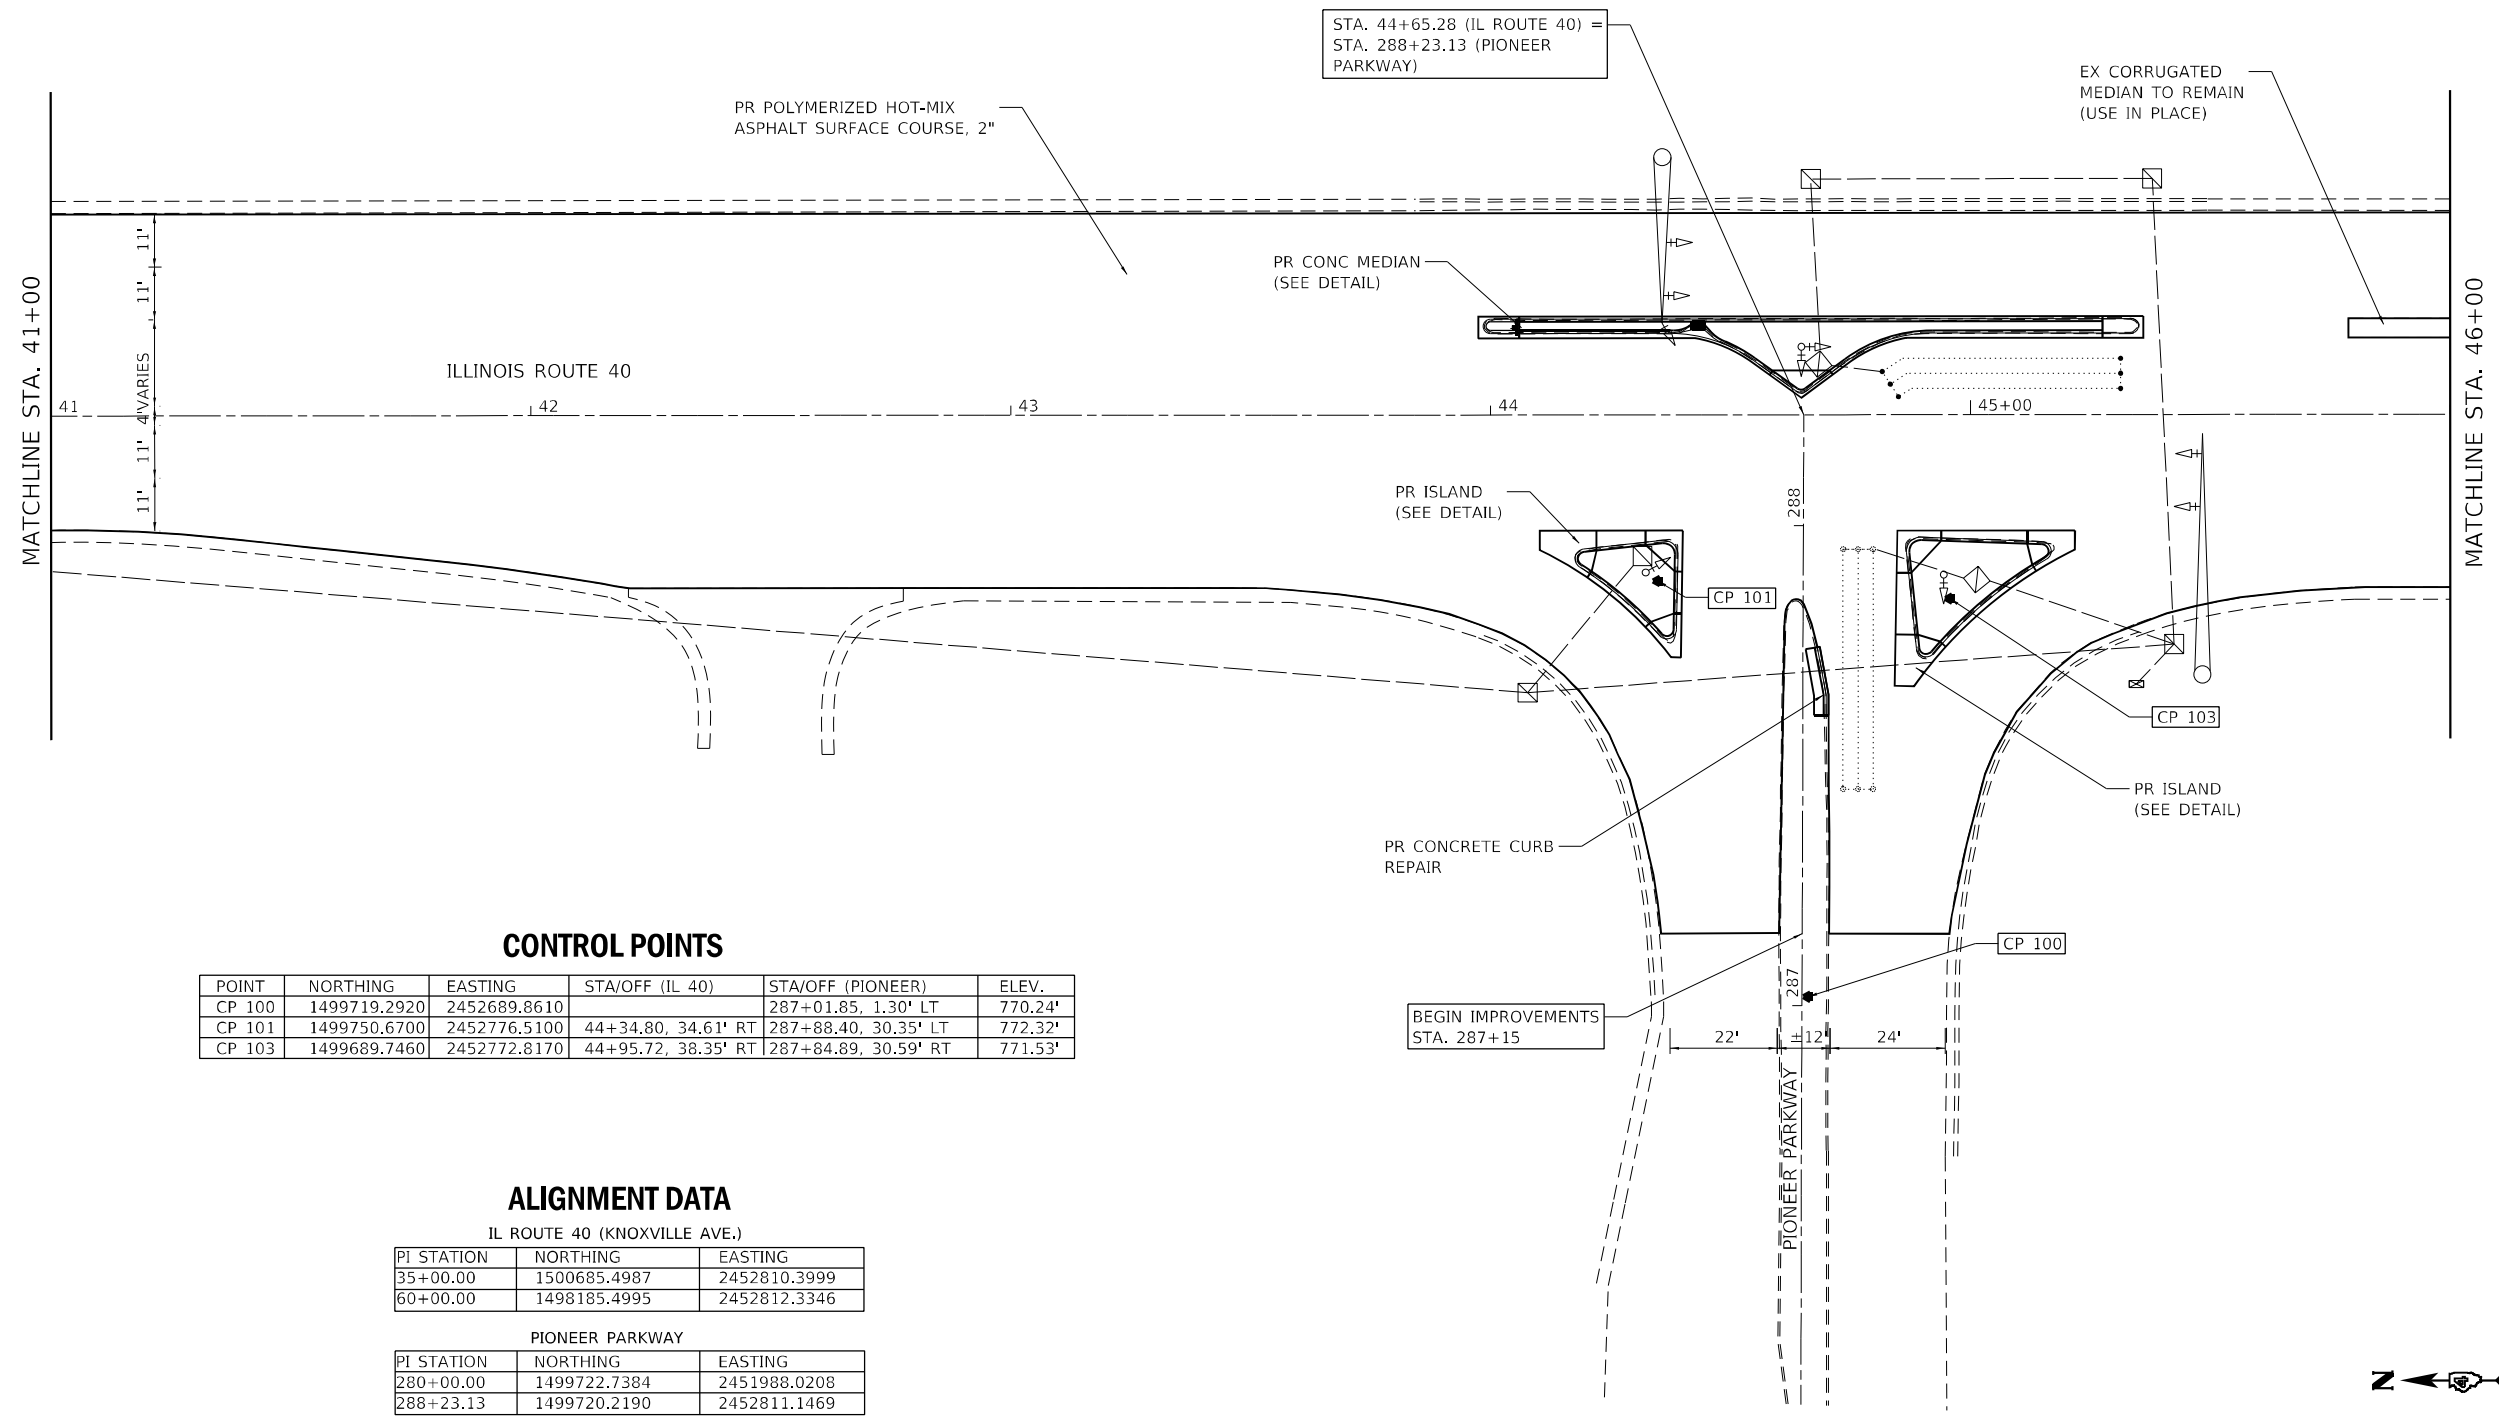 STA. 44+65.28 (IL ROUTE 40) =
STA. 288+23.13 (PIONEER
PARKWAY)
EX CORRUGATED
MEDIAN TO REMAIN
(USE IN PLACE)
PR POLYMERIZED HOT-MIX
ASPHALT SURFACE COURSE, 2"
PR CONC MEDIAN
(SEE DETAIL)
MATCHLINE STA. 41+00
11'
11'
VARIES
4'
11'
11'
ILLINOIS ROUTE 40
41
42
43
44
45+00
MATCHLINE STA. 46+00
PR ISLAND
(SEE DETAIL)
288
CP 101
CP 103
PR ISLAND
(SEE DETAIL)
PR CONCRETE CURB
REPAIR
CP 100
287
BEGIN IMPROVEMENTS
STA. 287+15
22'
±12'
24'
PIONEER PARKWAY
CONTROL POINTS
POINT NORTHING EASTING STA/OFF (IL 40) STA/OFF (PIONEER) ELEV.
CP 100 1499719.2920 2452689.8610 287+01.85, 1.30' LT 770.24'
CP 101 1499750.6700 2452776.5100 44+34.80, 34.61' RT 287+88.40, 30.35' LT 772.32'
CP 103 1499689.7460 2452772.8170 44+95.72, 38.35' RT 287+84.89, 30.59' RT 771.53'
ALIGNMENT DATA
IL ROUTE 40 (KNOXVILLE AVE.)
PI STATION NORTHING EASTING
35+00.00 1500685.4987 2452810.3999
60+00.00 1498185.4995 2452812.3346
PIONEER PARKWAY
PI STATION NORTHING EASTING
280+00.00 1499722.7384 2451988.0208
288+23.13 1499720.2190 2452811.1469
N